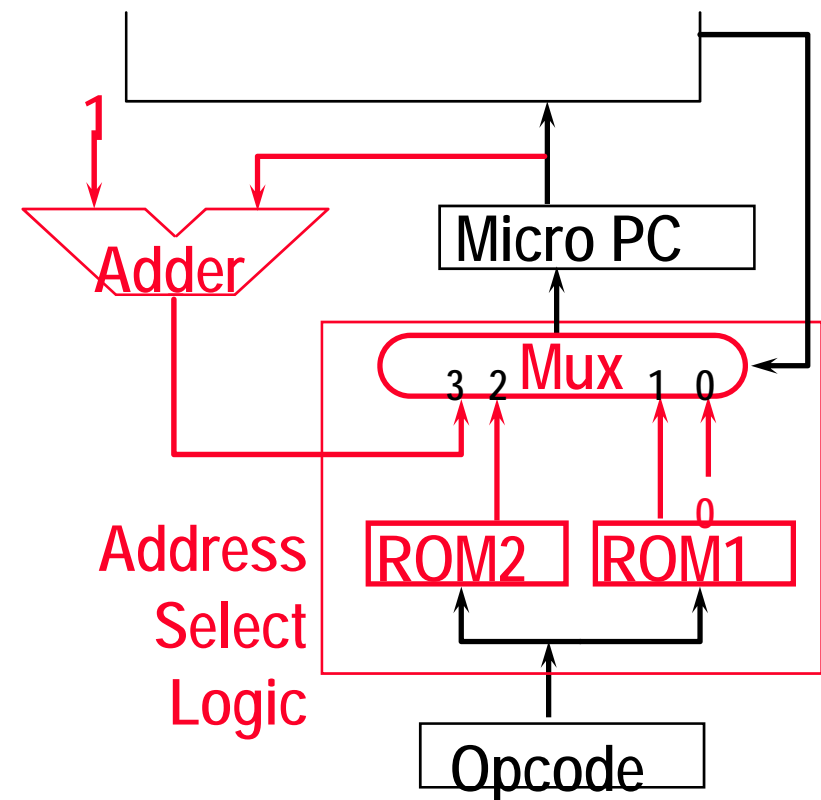 1
Micro PC
Adder
Mux
3 2 1 0
0
ROM2 ROM1
Address
Select
Logic
Opcode